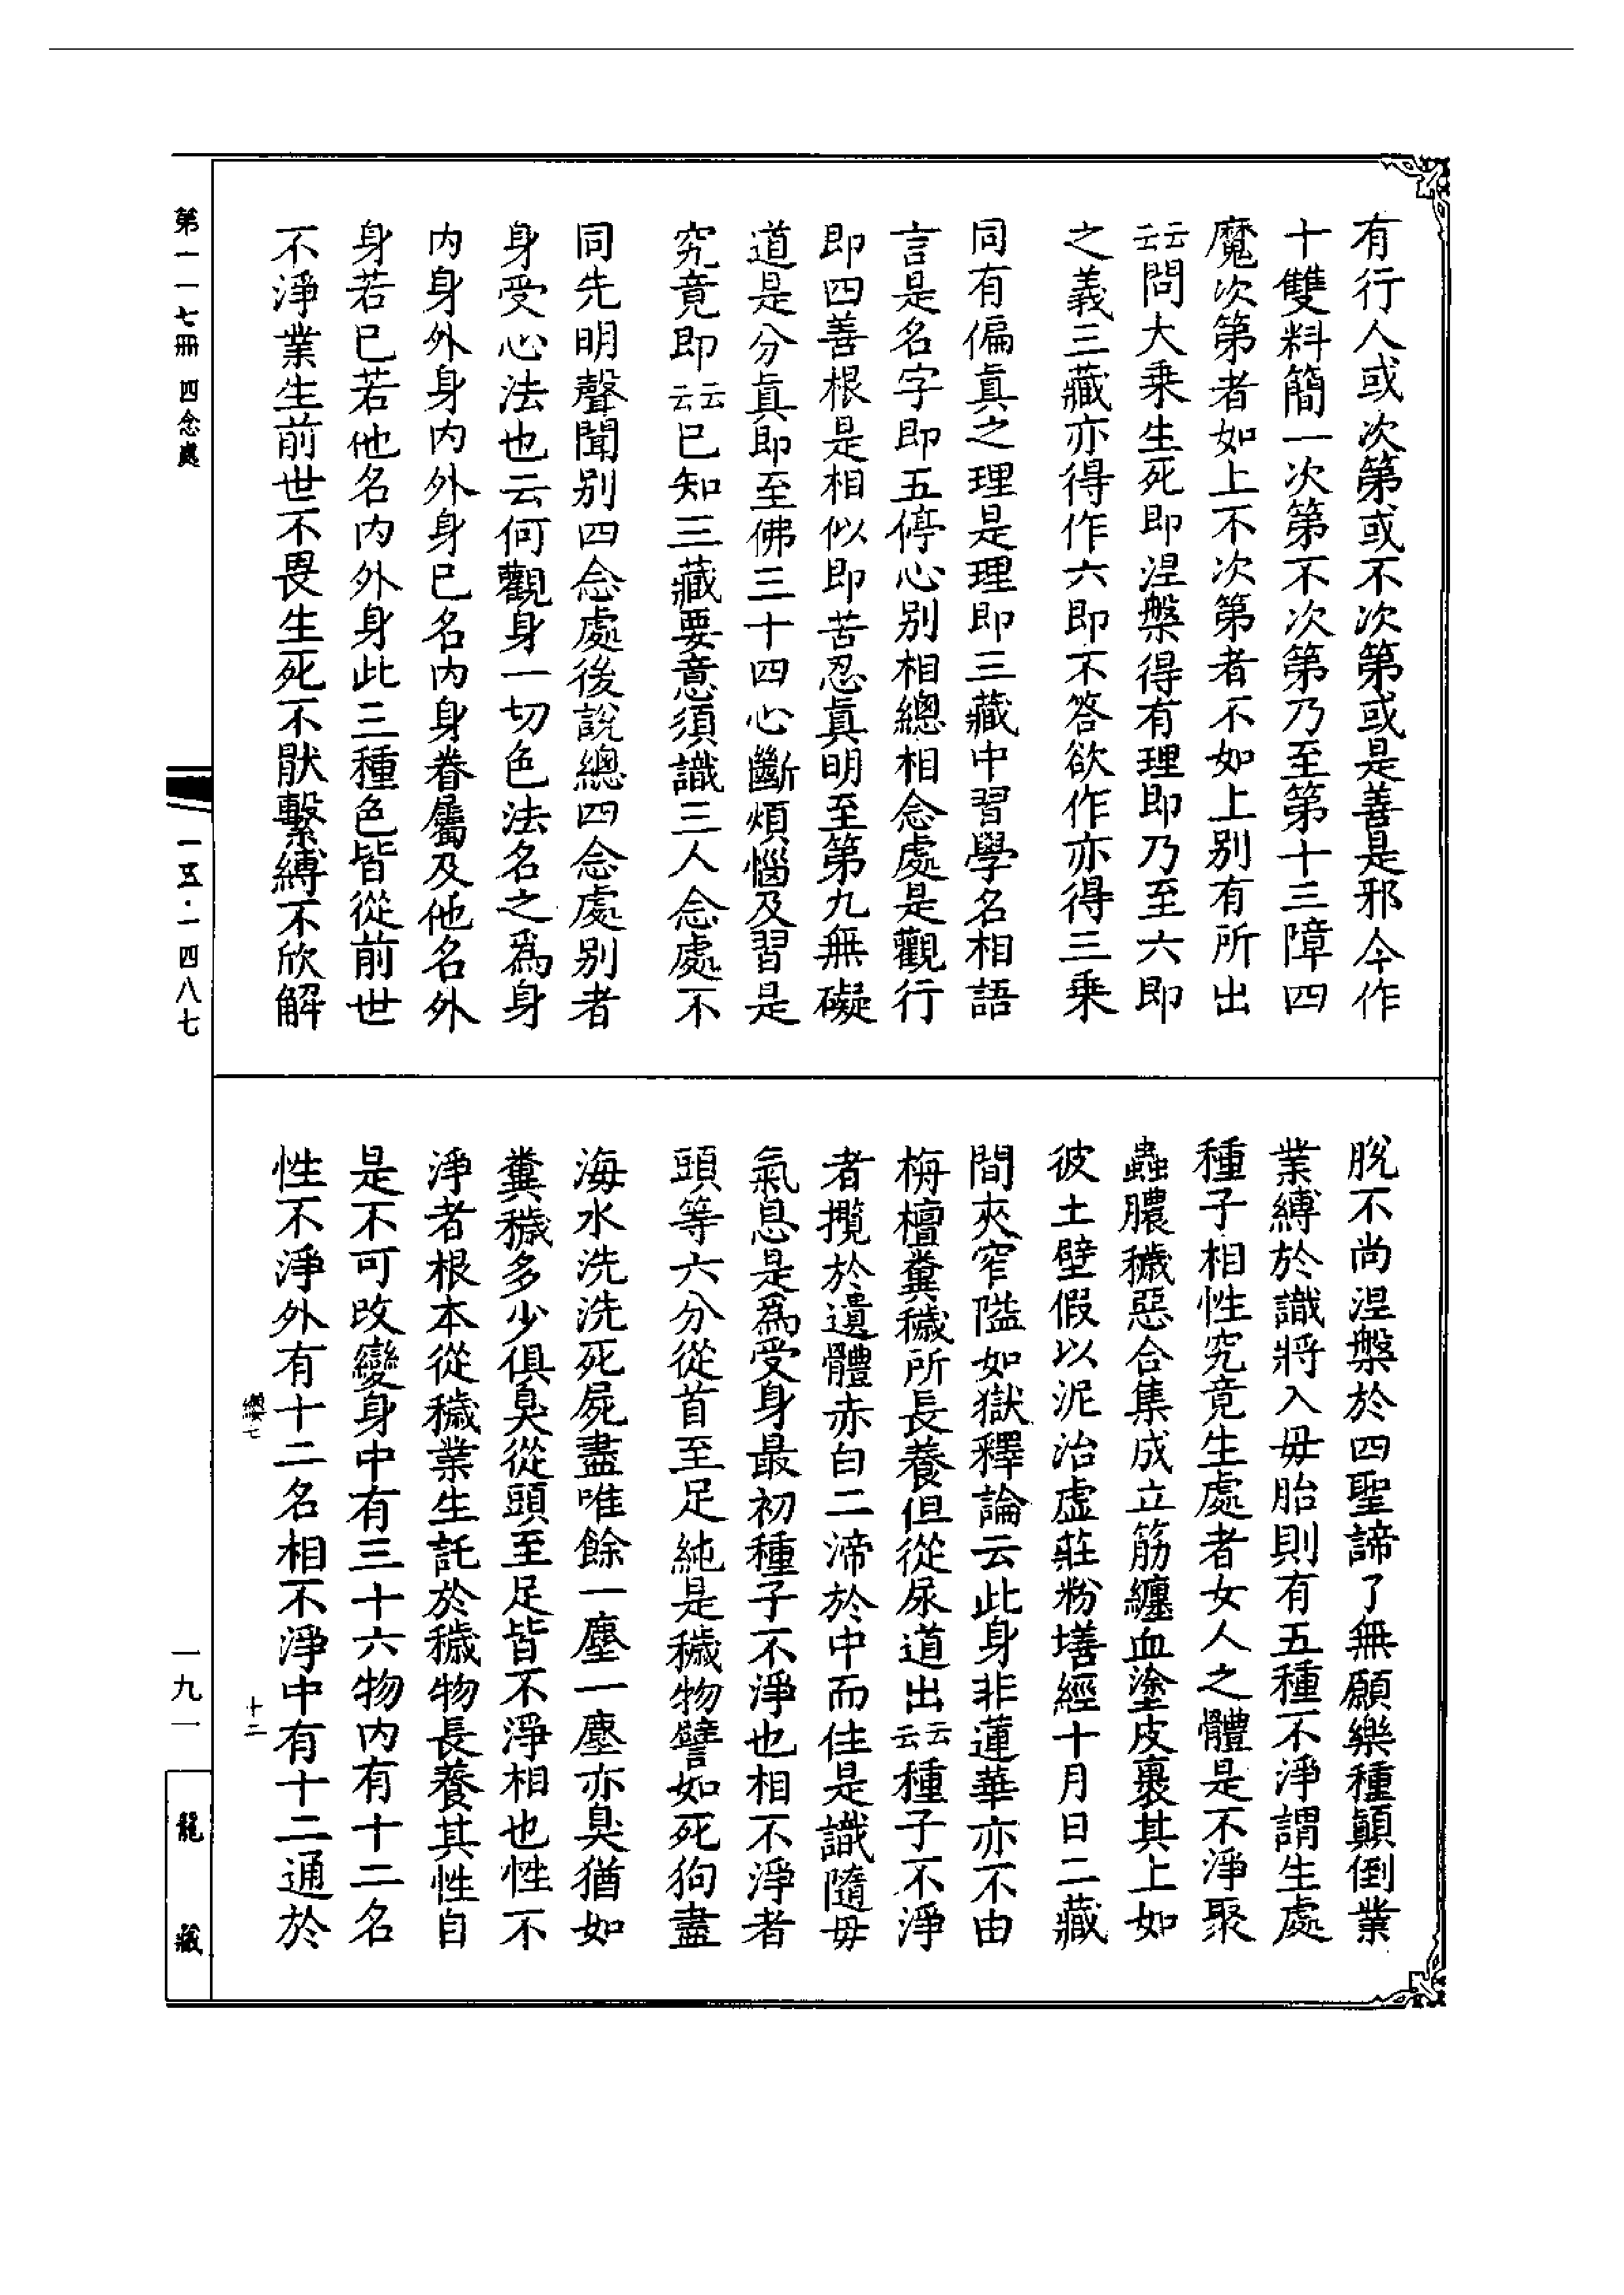 有行人或次第或不次第或是善是邪今作
十雙料簡一次第不次第乃至第十三障四
魔次第者如上不次第者不如上別有所出
云云問大乘生死即涅槃得有理即乃至六即
之義三藏亦得作六即不答欲作亦得三乘
同有偏眞之理是理即三藏中習學名相語
言是名字即五停心別相總相念處是觀行
即四善根是相似即苦忍眞明至第九無礙
道是分眞即至佛三十四心斷煩惱及習是
究竟即云云已知三藏要意須識三人念處不
同先明聲聞別四念處後說總四念處別者
身受心法也云何觀身一切色法名之爲身
內身外身內外身已名內身眷屬及他名外
身若已若他名內外身此三種色皆從前世
不淨業生前世不畏生死不猒繫縛不欣解
脫不尚涅槃於四聖諦了無願樂種顚倒業
業縛於識將入毋胎則有五種不淨謂生處
種子相性究竟生處者女人之體是不淨聚
蟲膿穢惡合集成立筋纏血塗皮裹其上如
彼土壁假以泥治虛莊粉墡經十月日二藏
間夾窄隘如獄釋論云此身非蓮華亦不由
栴檀糞穢所長養但從尿道出云云種子不淨
者攬於遺體赤白二渧於中而住是識隨毋
氣息是爲受身最初種子不淨也相不淨者
頭等六分從首至足純是穢物譬如死狗盡
海水洗洗死屍盡唯餘一塵一塵亦臭猶如
糞穢多少俱臭從頭至足皆不淨相也性不
淨者根本從穢業生託於穢物長養其性自
是不可改變身中有三十六物內有十二名
性不淨外有十二名相不淨中有十二通於
十二
第一一七冊 四念處
一五·一四八七
一九一
龍藏